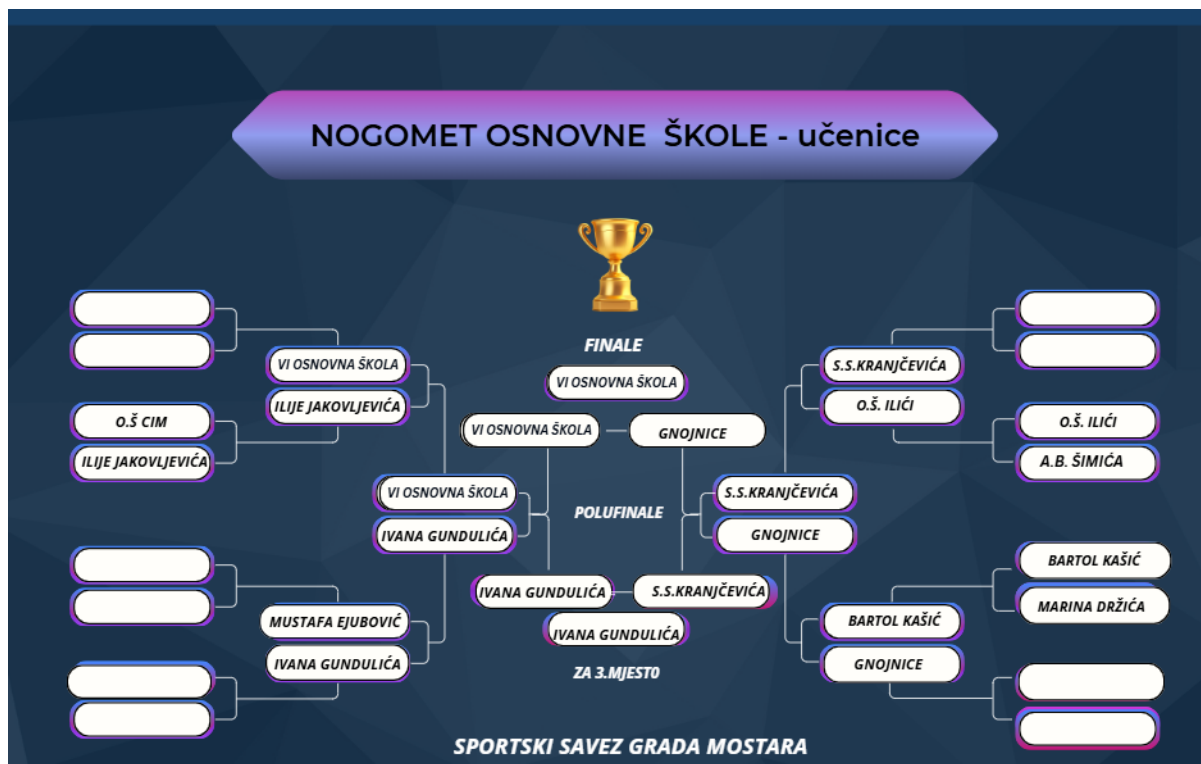 NOGOMET OSNOVNE ŠKOLE - učenice
FINALE
VI OSNOVNA ŠKOLA
VI OSNOVNA ŠKOLA
GNOJNICE
VI OSNOVNA ŠKOLA
ILIJE JAKOVLJEVIĆA
O.Š CIM
ILIJE JAKOVLJEVIĆA
VI OSNOVNA ŠKOLA
IVANA GUNDULIĆA
MUSTAFA EJUBOVIĆ
IVANA GUNDULIĆA
POLUFINALE
S.S.KRANJČEVIĆA
O.Š. ILIĆI
O.Š. ILIĆI
A.B. ŠIMIĆA
S.S.KRANJČEVIĆA
GNOJNICE
BARTOL KAŠIĆ
MARINA DRŽIĆA
BARTOL KAŠIĆ
GNOJNICE
IVANA GUNDULIĆA
S.S.KRANJČEVIĆA
IVANA GUNDULIĆA
ZA 3.MJEST0
SPORTSKI SAVEZ GRADA MOSTARA